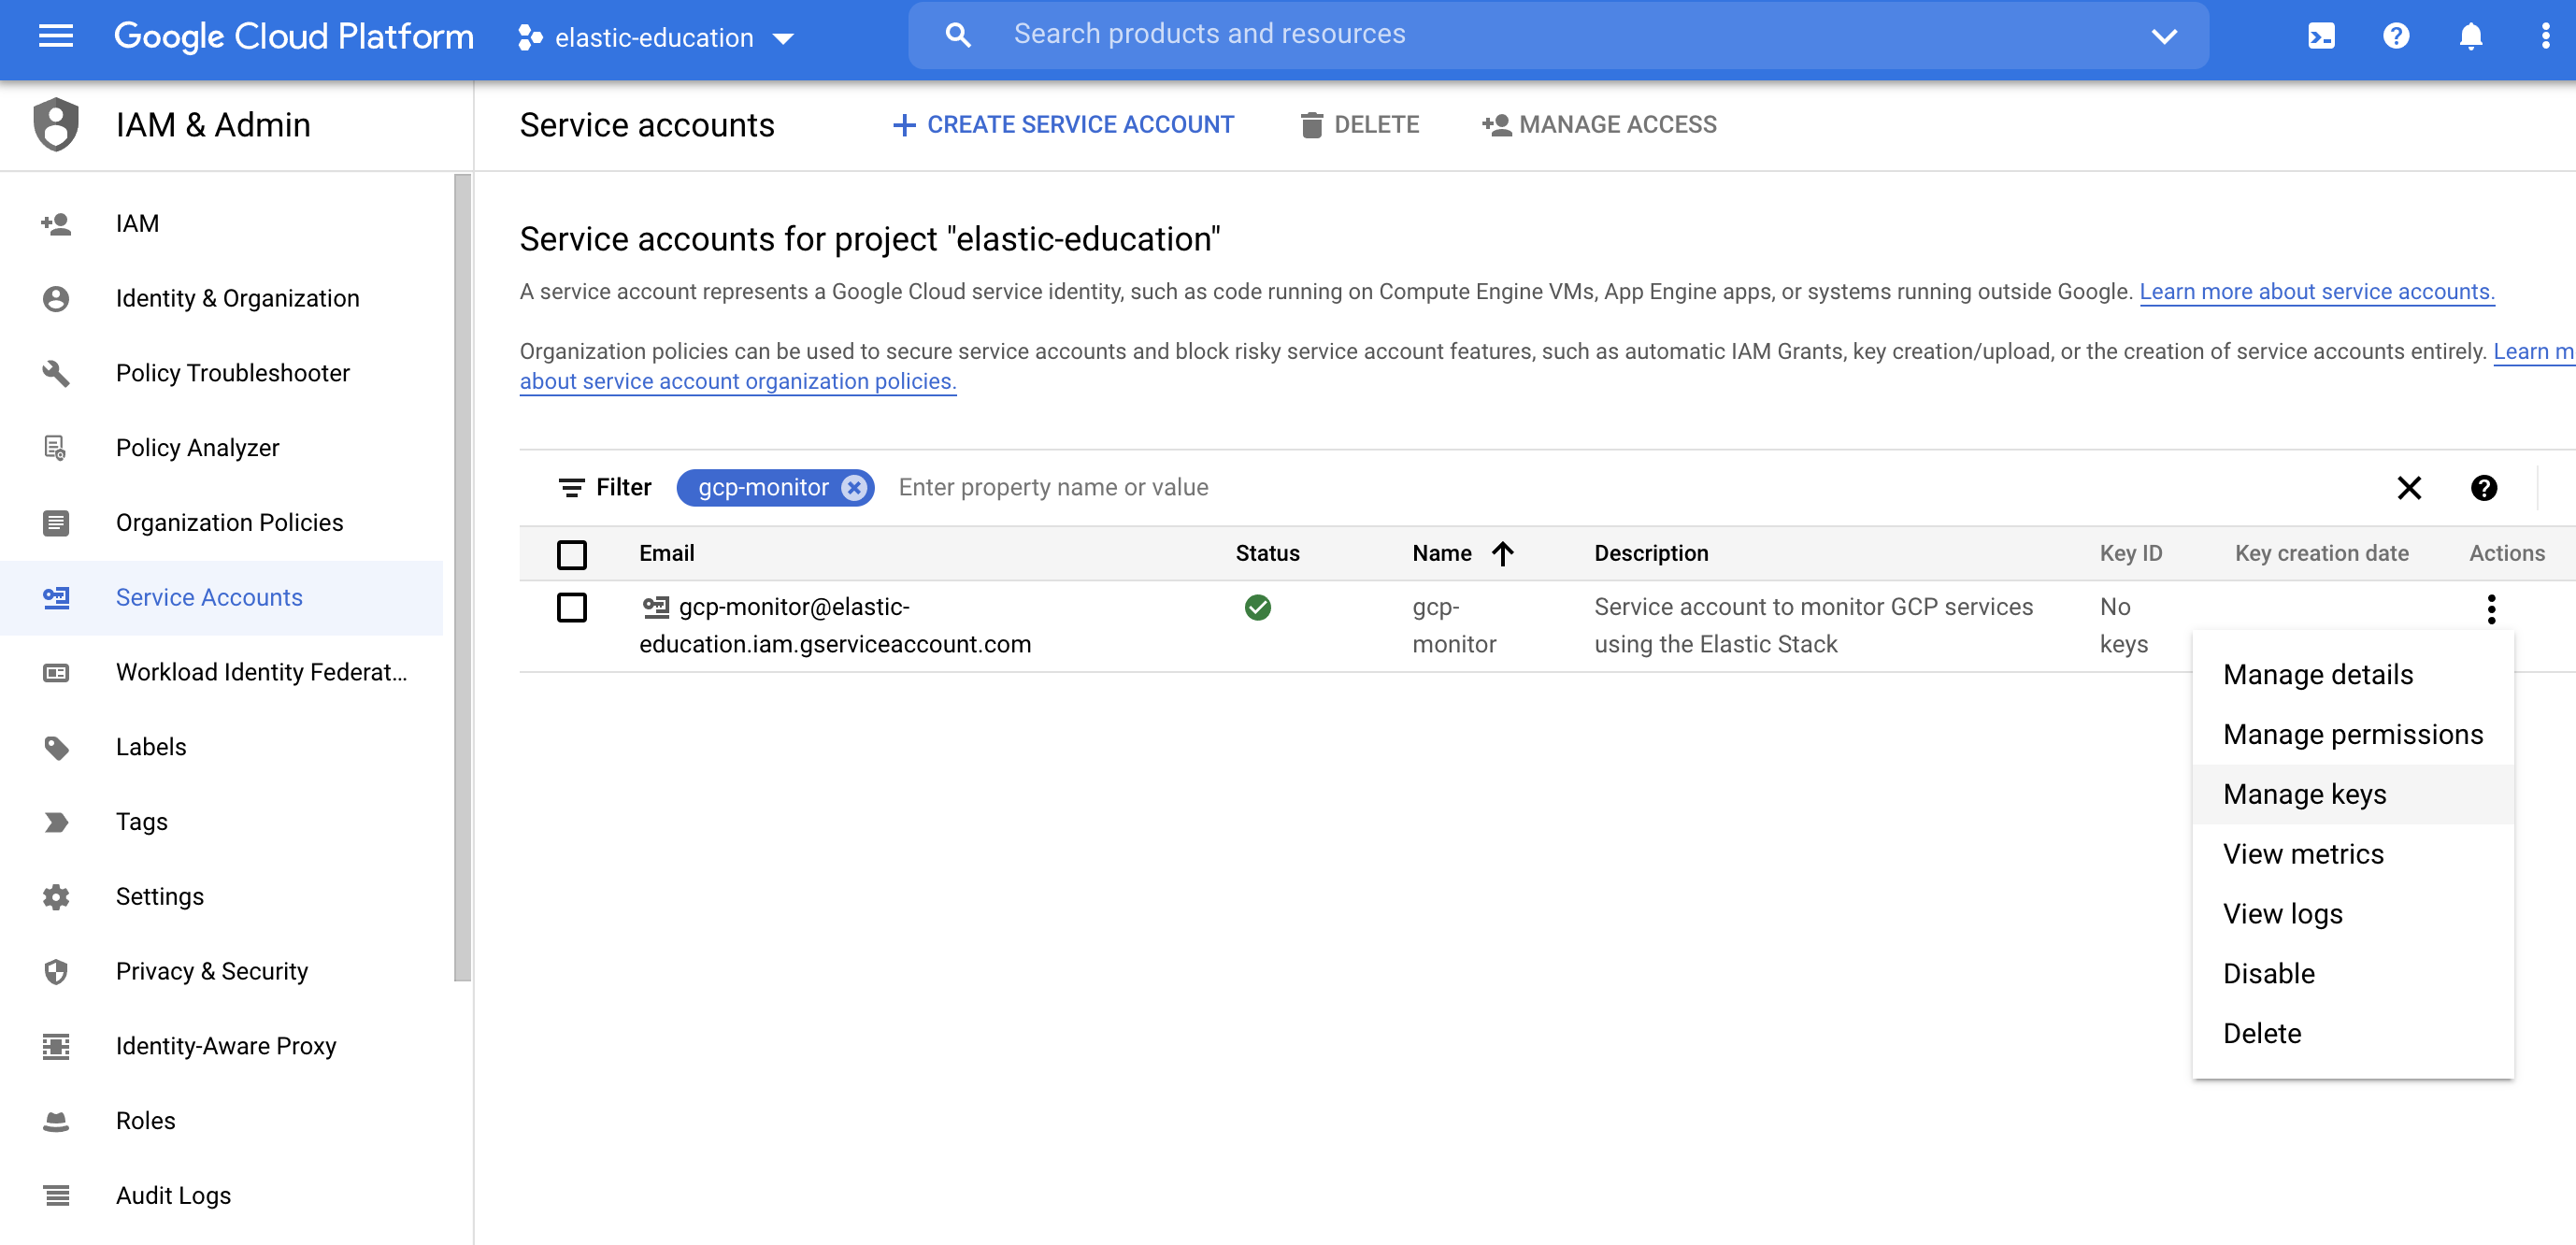 Google Cloud Platform
elastic-education
Search products and resources
IAM & Admin
IAM
Identity & Organization
Policy Troubleshooter
Policy Analyzer
Organization Policies
Service Accounts
Workload Identity Federat...
Labels
Tags
Settings
Privacy & Security
Identity-Aware Proxy
Roles
Audit Logs
Service accounts
+ CREATE SERVICE ACCOUNT
DELETE
MANAGE ACCESS
Service accounts for project "elastic-education"
A service account represents a Google Cloud service identity, such as code running on Compute Engine VMs, App Engine apps, or systems running outside Google. Learn more about service accounts.
Organization policies can be used to secure service accounts and block risky service account features, such as automatic IAM Grants, key creation/upload, or the creation of service accounts entirely. Learn m
about service account organization policies.
Filter
gcp-monitor
Enter property name or value
Email Status Name Description Key ID Key creation date Actions
gcp-monitor@elastic- gcp- Service account to monitor GCP services No
education.iam.gserviceaccount.com monitor using the Elastic Stack keys
Manage details
Manage permissions
Manage keys
View metrics
View logs
Disable
Delete